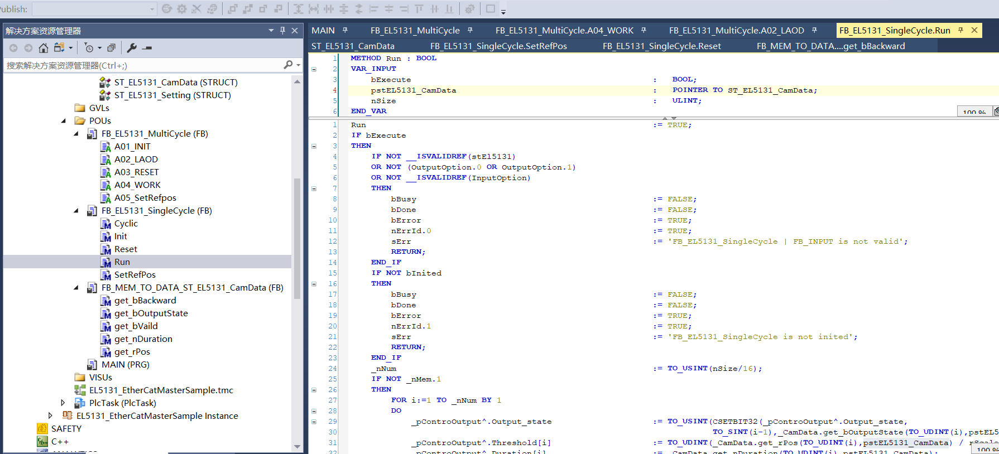 Publish:
解决方案资源管理器
搜索解决方案资源管理器(Ctrl+;)
ST_EL5131_CamData (STRUCT)
ST_EL5131_Setting (STRUCT)
GVLs
POUs
FB_EL5131_MultiCycle (FB)
A01_INIT
A02_LAOD
A03_RESET
A04_WORK
A05_SetRefpos
FB_EL5131_SingleCycle (FB)
Cyclic
Init
Reset
Run
SetRefPos
FB_MEM_TO_DATA_ST_EL5131_CamData (FB)
get_bBackward
get_bOutputState
get_bVaild
get_nDuration
get_rPos
MAIN (PRG)
VISUs
EL5131_EtherCatMasterSample.tmc
PlcTask (PlcTask)
EL5131_EtherCatMasterSample Instance
SAFETY
C++
ANALYTICS
MAIN FB_EL5131_MultiCycle FB_EL5131_MultiCycle.A04_WORK FB_EL5131_MultiCycle.A02_LAOD FB_EL5131_SingleCycle.Run
ST_EL5131_CamData FB_EL5131_SingleCycle.SetRefPos FB_EL5131_SingleCycle.Reset FB_MEM_TO_DATA....get_bBackward
1 METHOD Run : BOOL
2 VAR_INPUT
3 bExecute : BOOL;
4 pstEL5131_CamData : POINTER TO ST_EL5131_CamData;
5 nSize : ULINT;
6 END_VAR
100 %
1 Run := TRUE;
2 IF bExecute
3 THEN
4 IF NOT __ISVALIDREF(stEl5131)
5 OR NOT (OutputOption.0 OR OutputOption.1)
6 OR NOT __ISVALIDREF(InputOption)
7 THEN
8 bBusy := FALSE;
9 bDone := FALSE;
10 bError := TRUE;
11 nErrId.0 := TRUE;
12 sErr := 'FB_EL5131_SingleCycle | FB_INPUT is not valid';
13 RETURN;
14 END_IF
15 IF NOT bInited
16 THEN
17 bBusy := FALSE;
18 bDone := FALSE;
19 bError := TRUE;
20 nErrId.1 := TRUE;
21 sErr := 'FB_EL5131_SingleCycle is not inited';
22 RETURN;
23 END_IF
24 _nNum := TO_USINT(nSize/16);
25 IF NOT _nMem.1
26 THEN
27 FOR i:=1 TO _nNum BY 1
28 DO
29 _pControOutput^.Output_state := TO_USINT(CSETBIT32(_pControOutput^.Output_state,
30 TO_SINT(i-1),_CamData.get_bOutputState(TO_UDINT(i),pstEL5
31 _pControOutput^.Threshold[i] := TO_UDINT(_CamData.get_rPos(TO_UDINT(i),pstEL5131_CamData) / rScale
32 _pControOutput^.Duration[i] := _CamData.get_nDuration(TO_UDINT(i),pstEL5131_CamData);
100 %